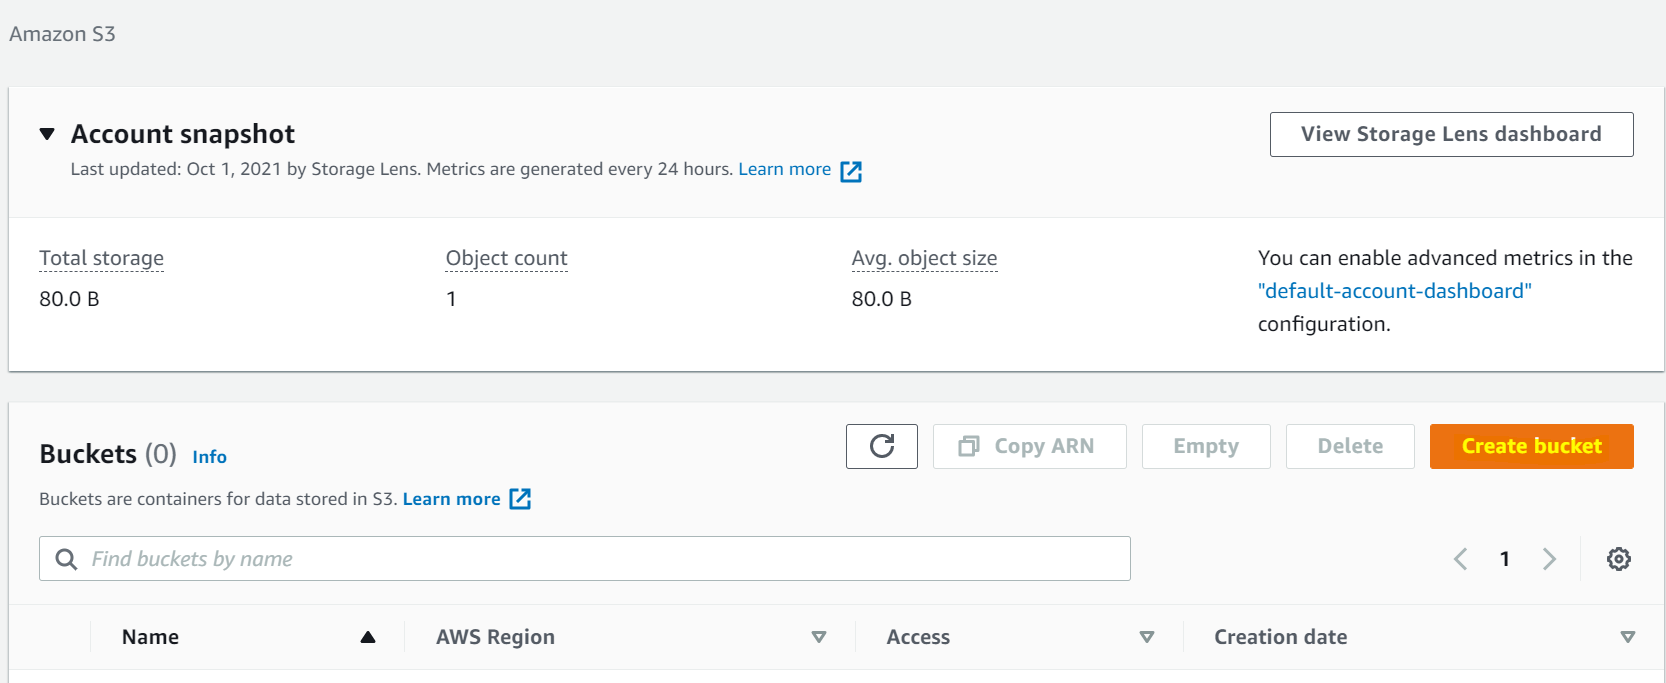 Amazon S3
Account snapshot
View Storage Lens dashboard
Last updated: Oct 1, 2021 by Storage Lens. Metrics are generated every 24 hours. Learn more
Total storage
80.0 B
Object count
1
Avg. object size
80.0 B
You can enable advanced metrics in the
"default-account-dashboard"
configuration.
Buckets (0) Info
Copy ARN
Empty
Delete
Create bucket
Buckets are containers for data stored in S3. Learn more
Find buckets by name
1
Name
AWS Region
Access
Creation date